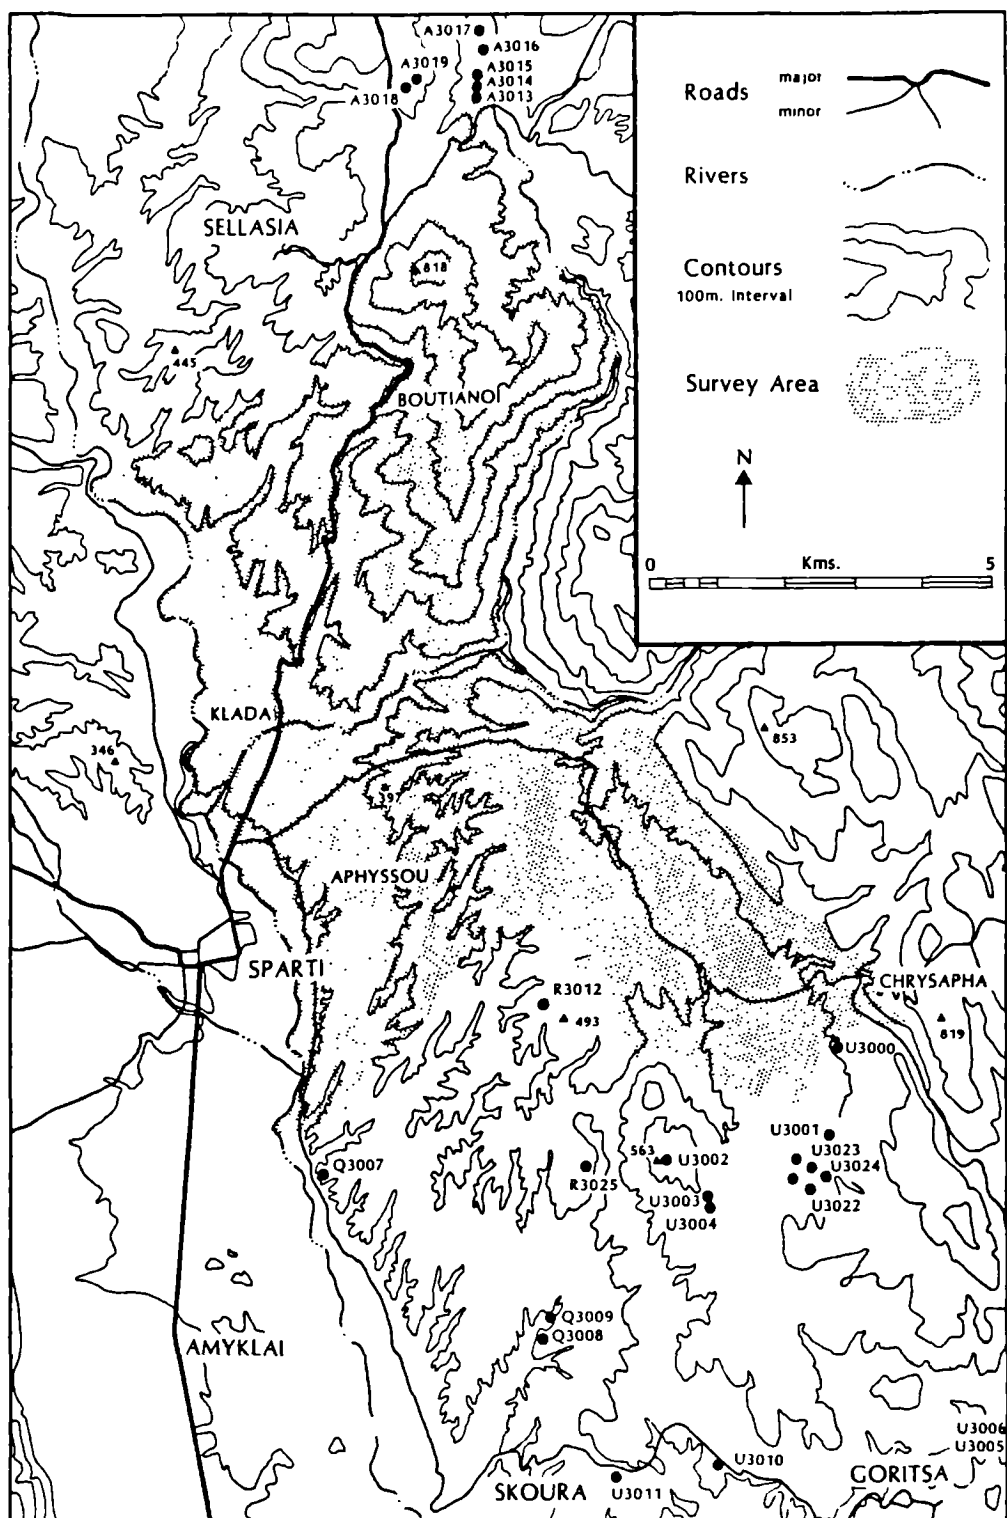 A3017
A3016
A3019
A3015
A3014
A3018
A3013
Roads
major
minor
Rivers
SELLASIA
818
Contours
100m. Interval
445
Survey Area
BOUTIANOI
N
0 Kms. 5
KLADA
853
346
397
APHYSSOU
SPARTI
CHRYSAPHA
R3012
493
819
U3000
U3001
563
U3002
U3023
Q3007
R3025
U3024
U3003
U3004
U3022
Q3009
Q3008
AMYKLAI
U3006
U3005
U3010
GORITSA
SKOURA
U3011